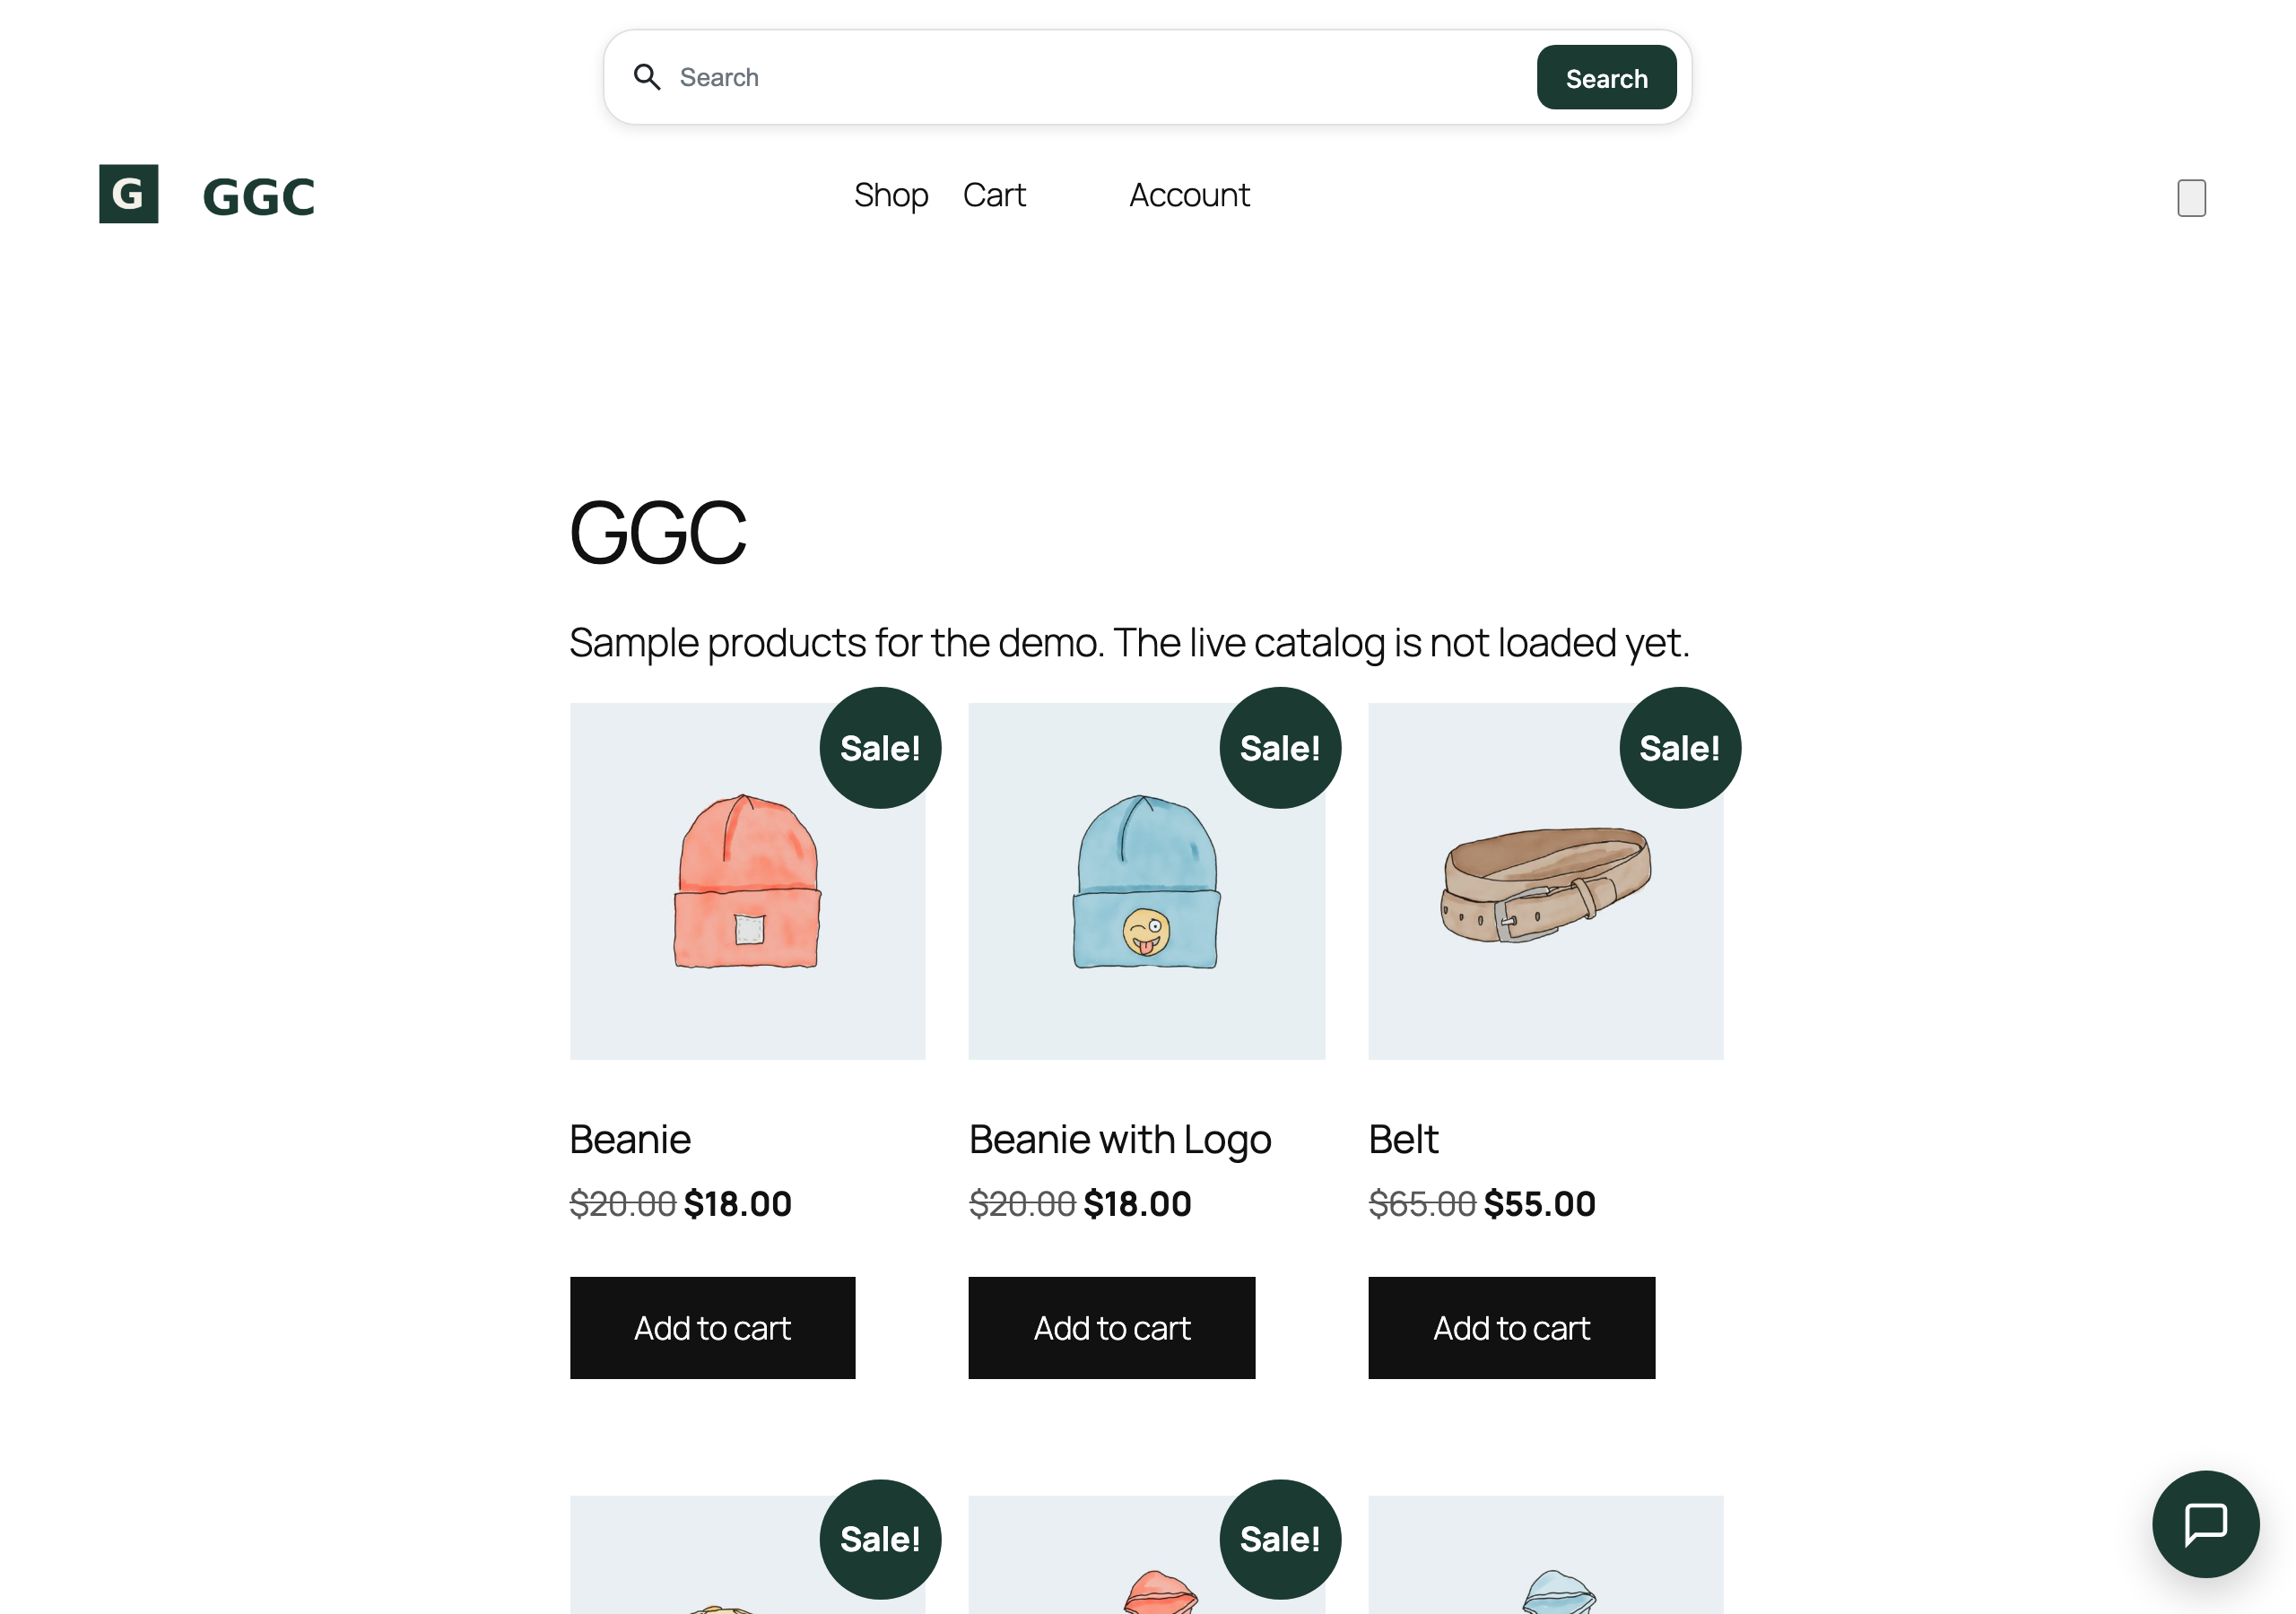 Search
Search
G GGC
Shop Cart Account
GGC
Sample products for the demo. The live catalog is not loaded yet.
Sale! Sale! Sale!
Beanie Beanie with Logo Belt
$20.00 $18.00 $20.00 $18.00 $65.00 $55.00
Add to cart Add to cart Add to cart
Sale! Sale!